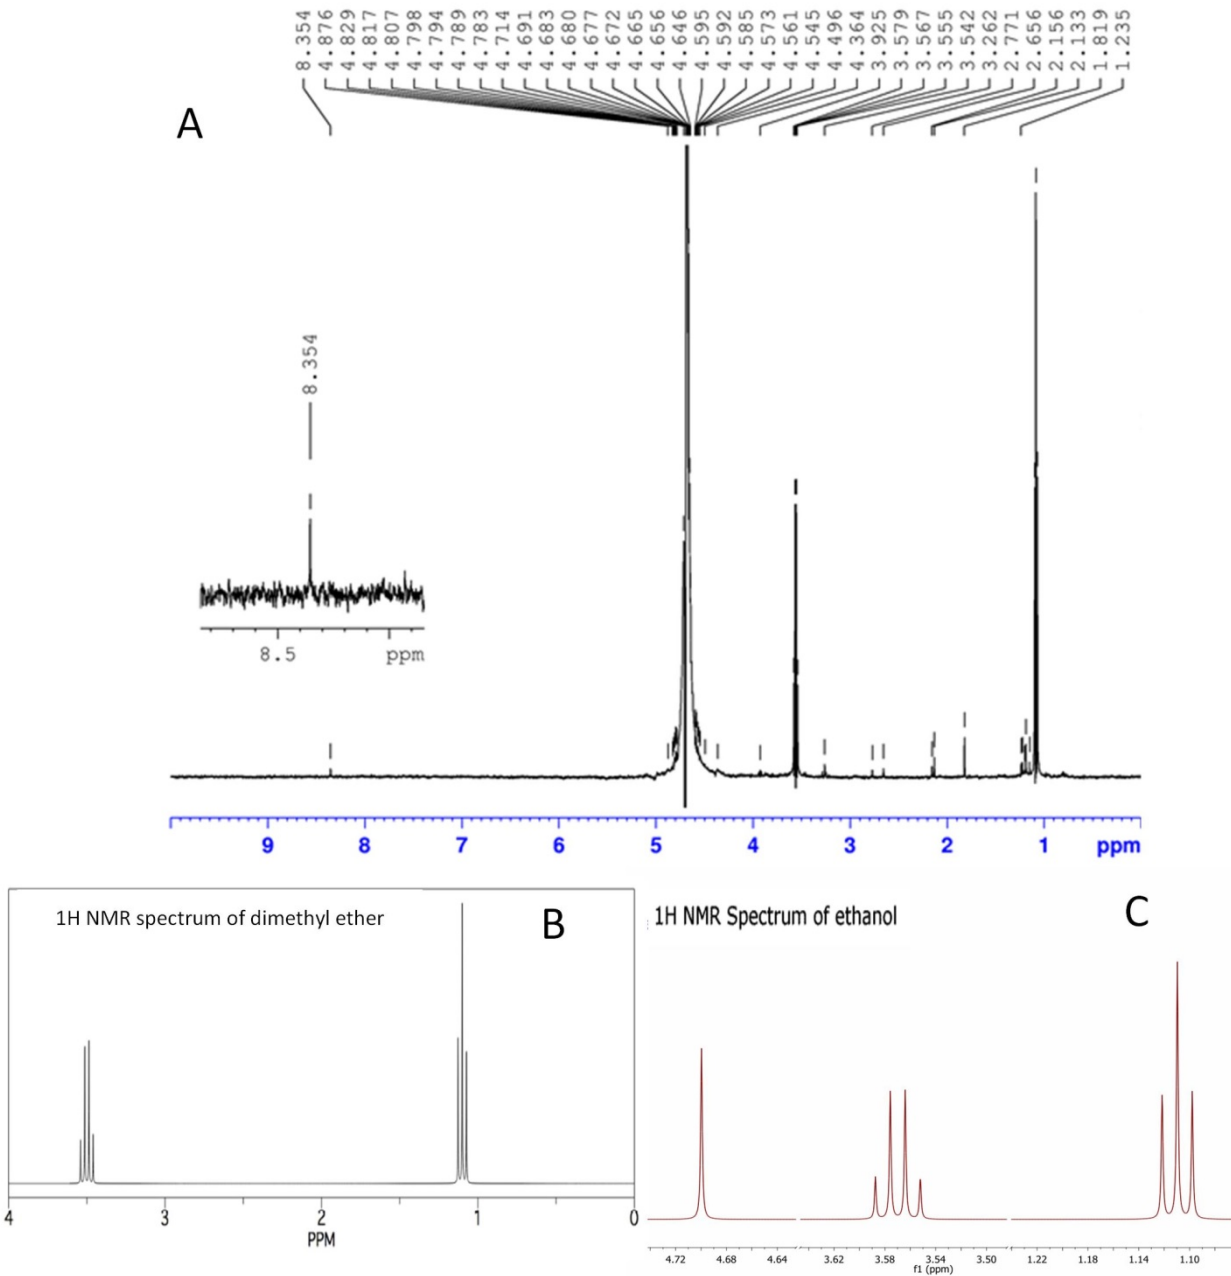 8.354 4.876 4.829 4.817 4.807 4.798 4.794 4.789 4.783 4.714 4.691 4.683 4.680 4.677 4.672 4.665 4.656 4.646 4.595 4.592 4.585 4.573 4.561 4.545 4.496 4.364 3.925 3.579 3.567 3.555 3.542 3.262 2.771 2.656 2.156 2.133 1.819 1.235
A
8.354
8.5 ppm
9 8 7 6 5 4 3 2 1 ppm
1H NMR spectrum of dimethyl ether
B
4 3 2 1 0
PPM
1H NMR Spectrum of ethanol
C
4.72 4.68 4.64 3.62 3.58 3.54 3.50 1.22 1.18 1.14 1.10
f1 (ppm)